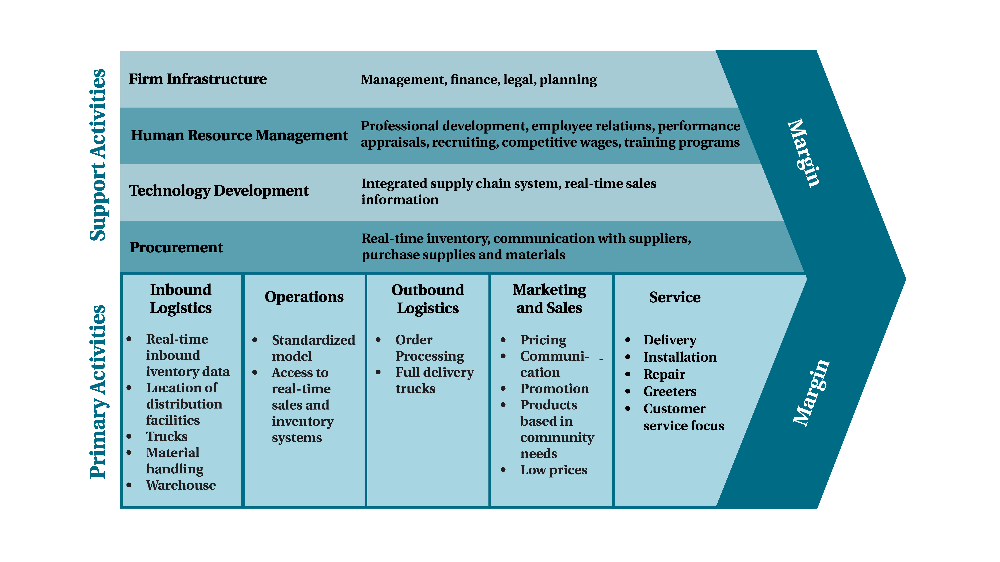 Support Activities
Firm Infrastructure
Management, finance, legal, planning
Human Resource Management
Professional development, employee relations, performance
appraisals, recruiting, competitive wages, training programs
Technology Development
Integrated supply chain system, real-time sales
information
Procurement
Real-time inventory, communication with suppliers,
purchase supplies and materials
Margin
Primary Activities
Inbound
Logistics
• Real-time
inbound
iventory data
• Location of
distribution
facilities
• Trucks
• Material
handling
• Warehouse
Operations
• Standardized
model
• Access to
real-time
sales and
inventory
systems
Outbound
Logistics
• Order
Processing
• Full delivery
trucks
Marketing
and Sales
• Pricing
• Communi- -
cation
• Promotion
• Products
based in
community
needs
• Low prices
Service
• Delivery
• Installation
• Repair
• Greeters
• Customer
service focus
Margin